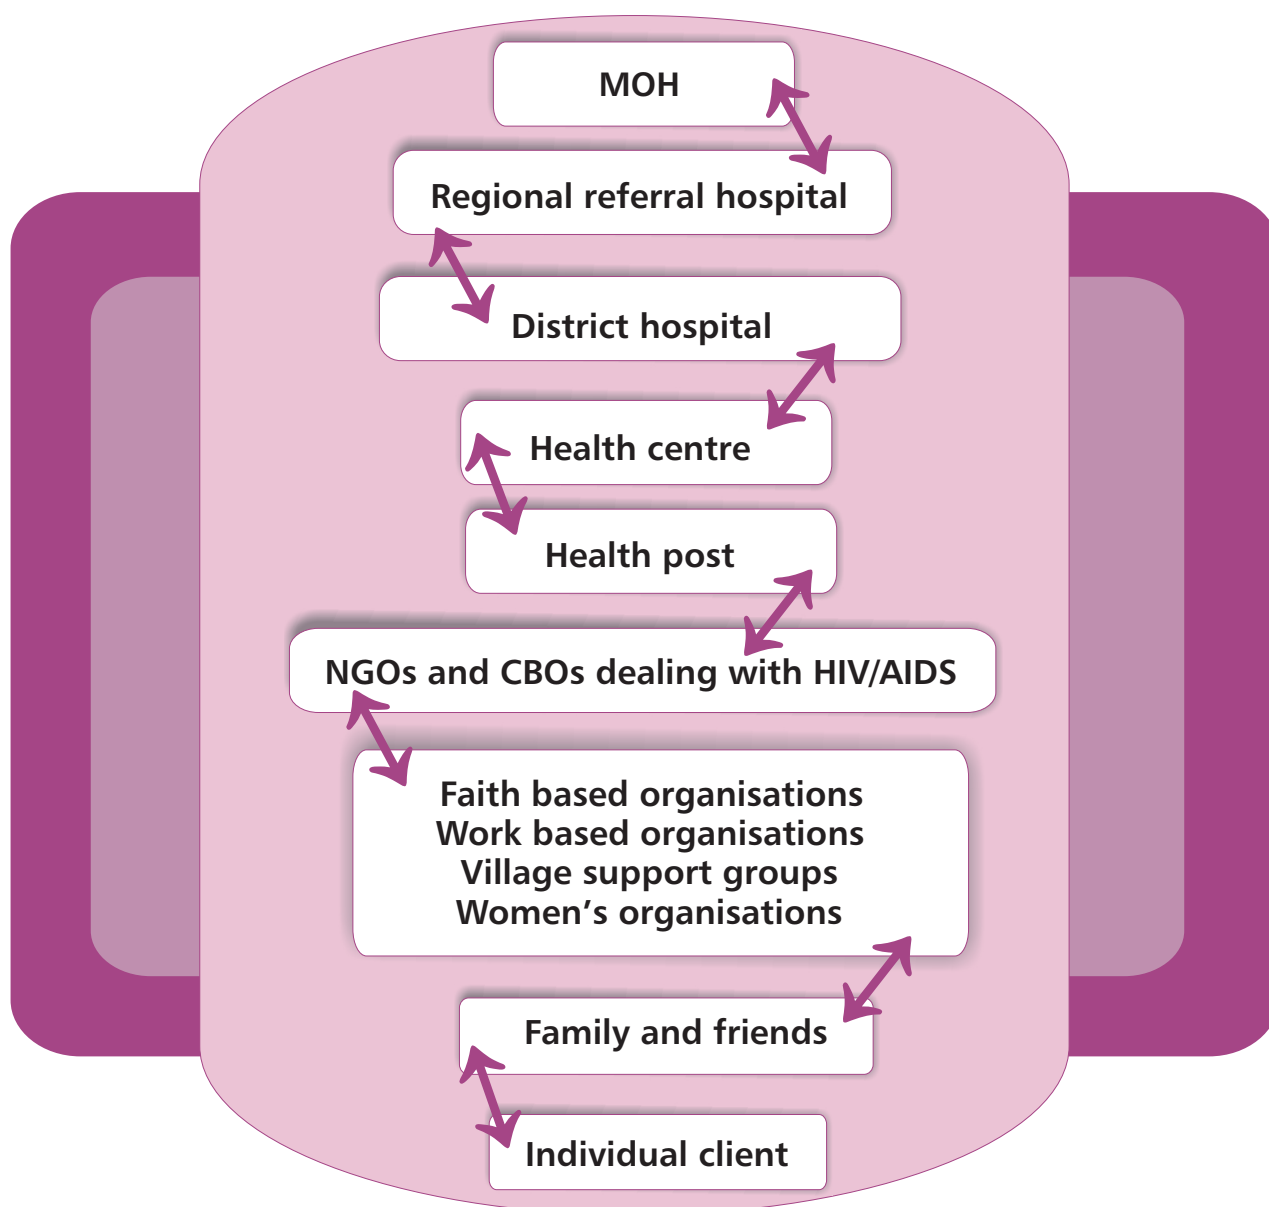 MOH
Regional referral hospital
District hospital
Health centre
Health post
NGOs and CBOs dealing with HIV/AIDS
Faith based organisations
Work based organisations
Village support groups
Women’s organisations
Family and friends
Individual client